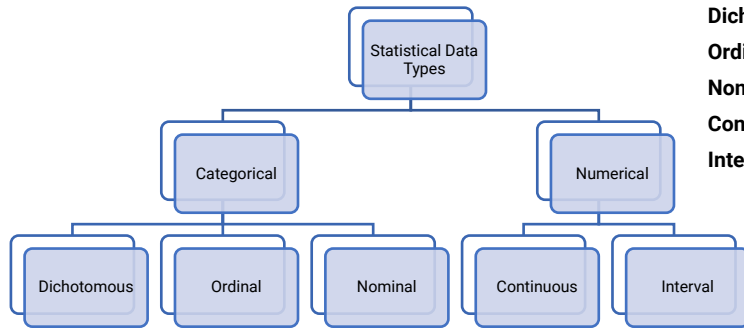 Statistical Data
Types
Categorical
Numerical
Dichotomous
Ordinal
Nominal
Continuous
Interval